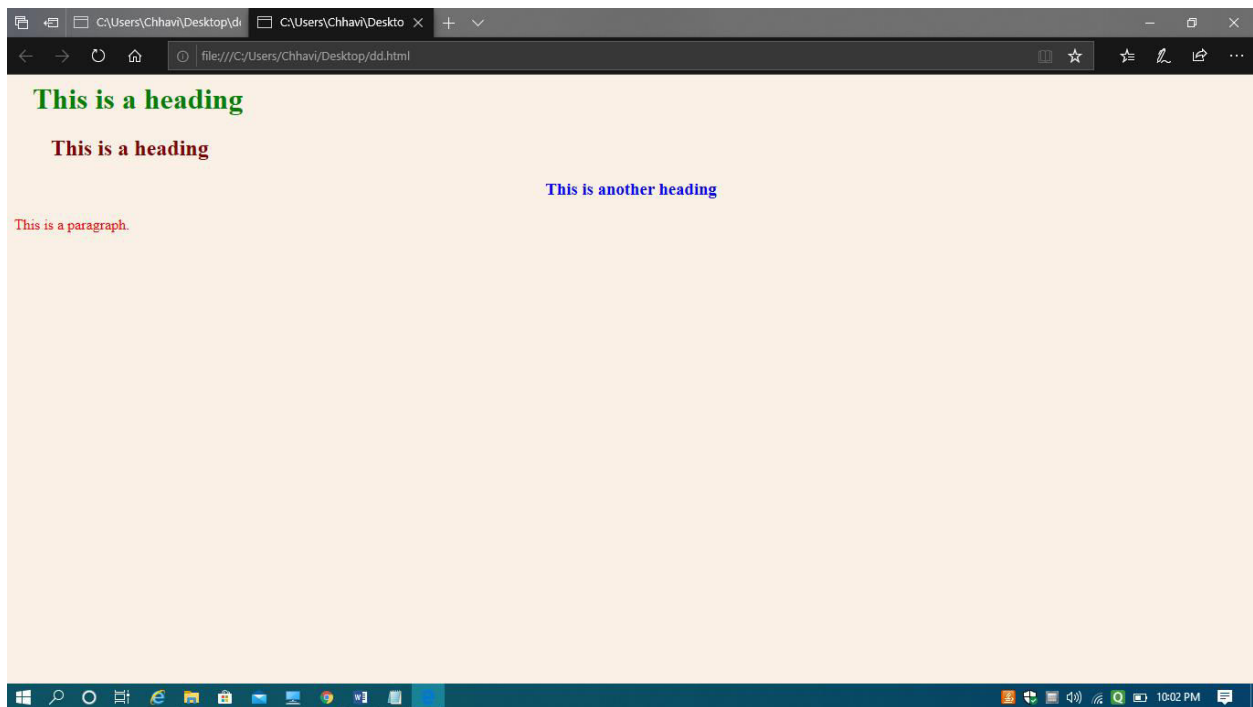 C:\Users\Chhavi\Desktop\de
C:\Users\Chhavi\Deskto
file:///C:/Users/Chhavi/Desktop/dd.html
This is a heading
This is a heading
This is another heading
This is a paragraph.
10:02 PM